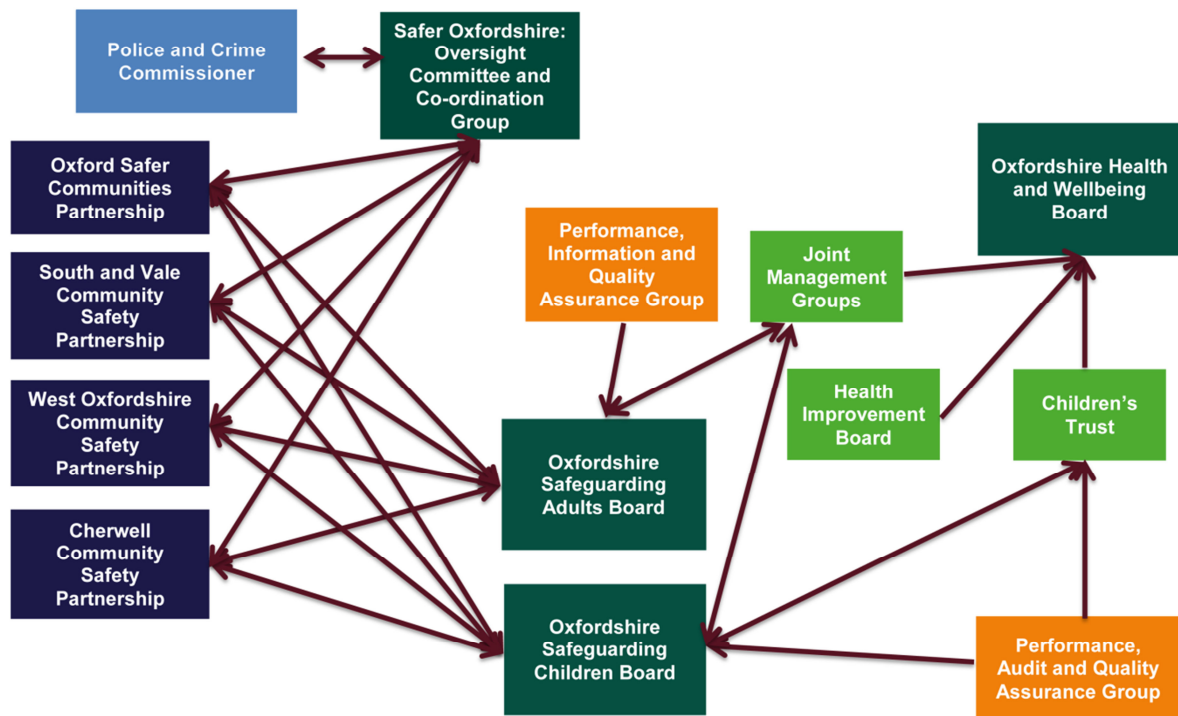 Police and Crime
Commissioner
Safer Oxfordshire:
Oversight
Committee and
Co-ordination
Group
Oxford Safer
Communities
Partnership
South and Vale
Community
Safety
Partnership
West Oxfordshire
Community
Safety
Partnership
Cherwell
Community
Safety
Partnership
Performance,
Information and
Quality
Assurance Group
Joint
Management
Groups
Oxfordshire Health
and Wellbeing
Board
Health
Improvement
Board
Children’s
Trust
Oxfordshire
Safeguarding
Adults Board
Oxfordshire
Safeguarding
Children Board
Performance,
Audit and Quality
Assurance Group